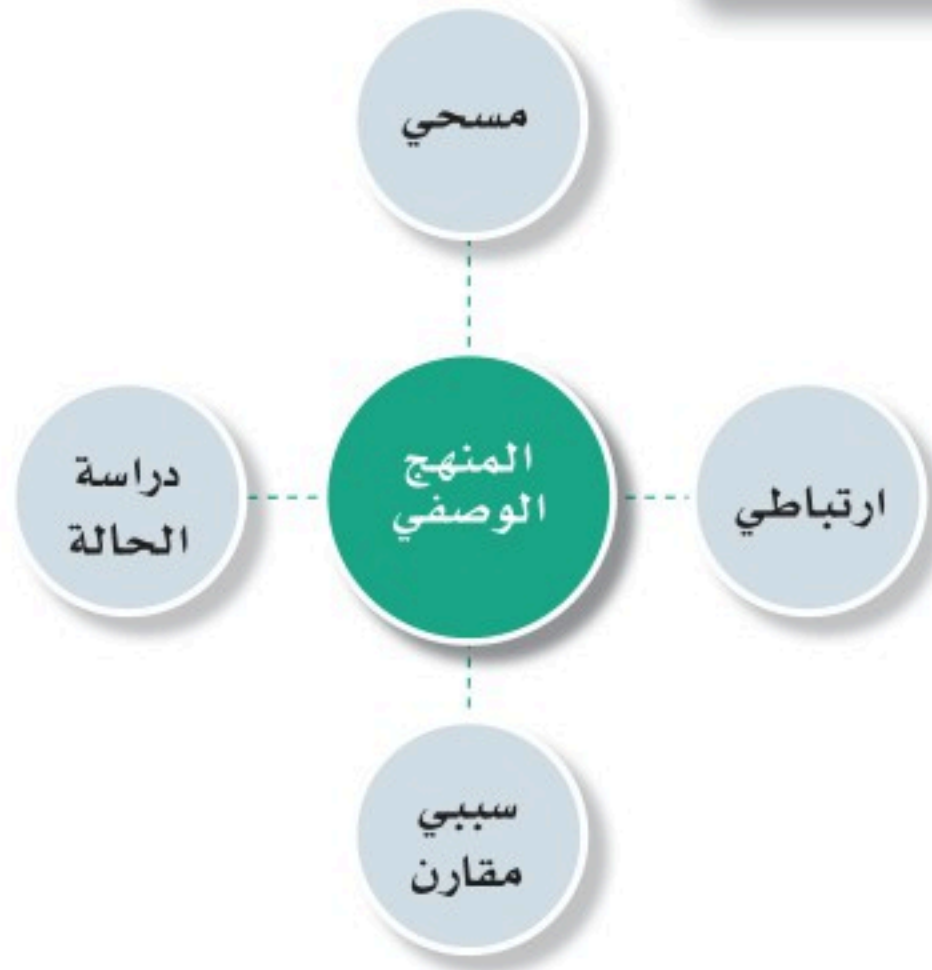 مسحي
المنهج
الوصفي
ارتباطي
دراسة
الحالة
سببي
مقارن